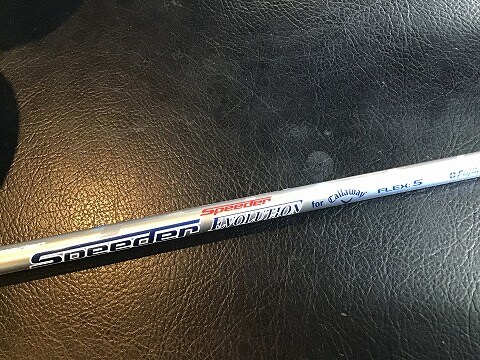 Speeder
Speeder EVOLUTION for Callaway FLEX: S